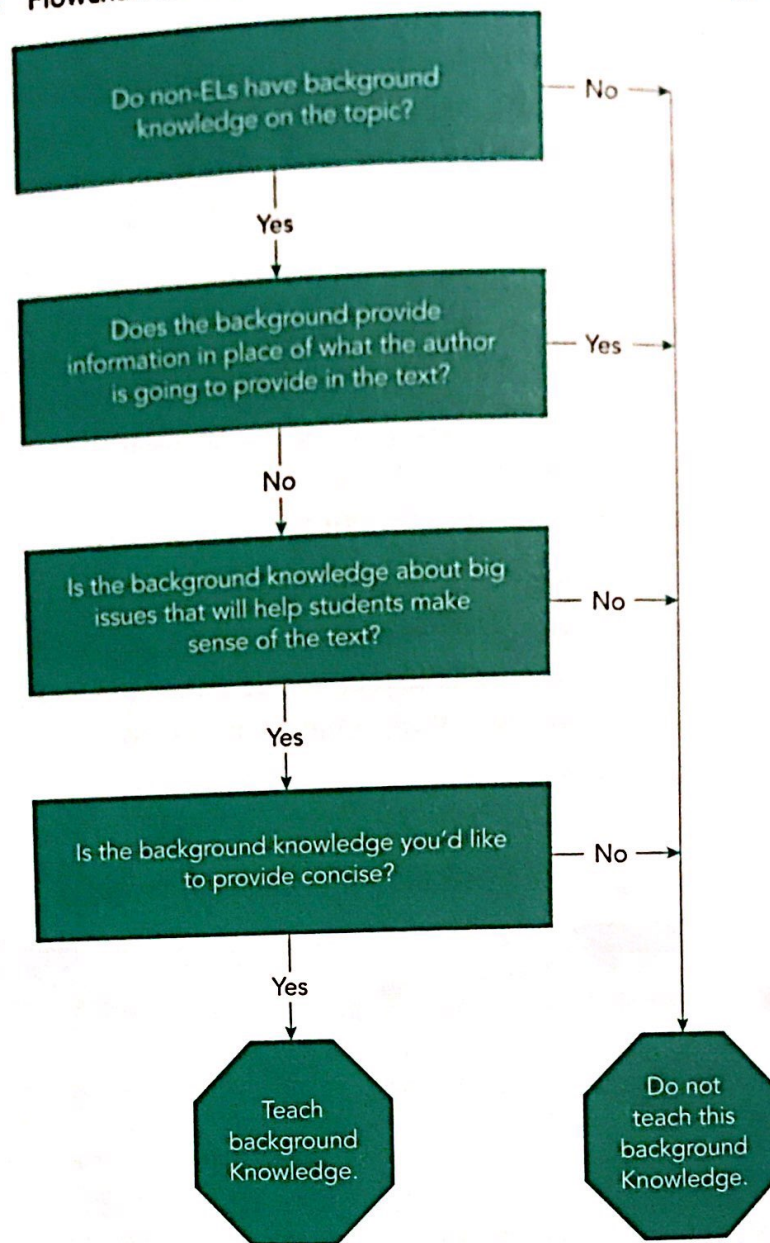 Do non-ELs have background
knowledge on the topic?
No
Yes
Does the background provide
information in place of what the author
is going to provide in the text?
Yes
No
Is the background knowledge about big
issues that will help students make
sense of the text?
No
Yes
Is the background knowledge you'd like
to provide concise?
No
Yes
Teach
background
Knowledge.
Do not
teach this
background
Knowledge.